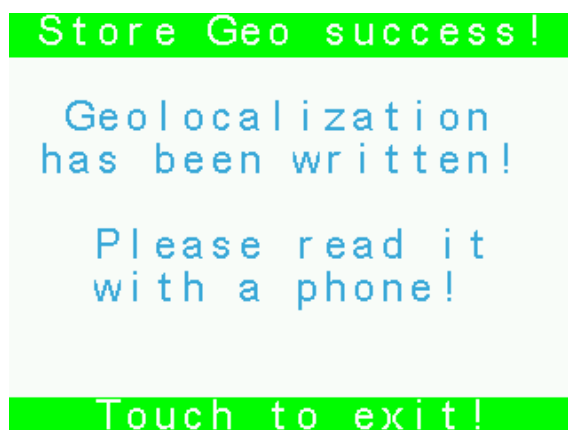 Store Geo success!
Geolocalization
has been written!
Please read it
with a phone!
Touch to exit!